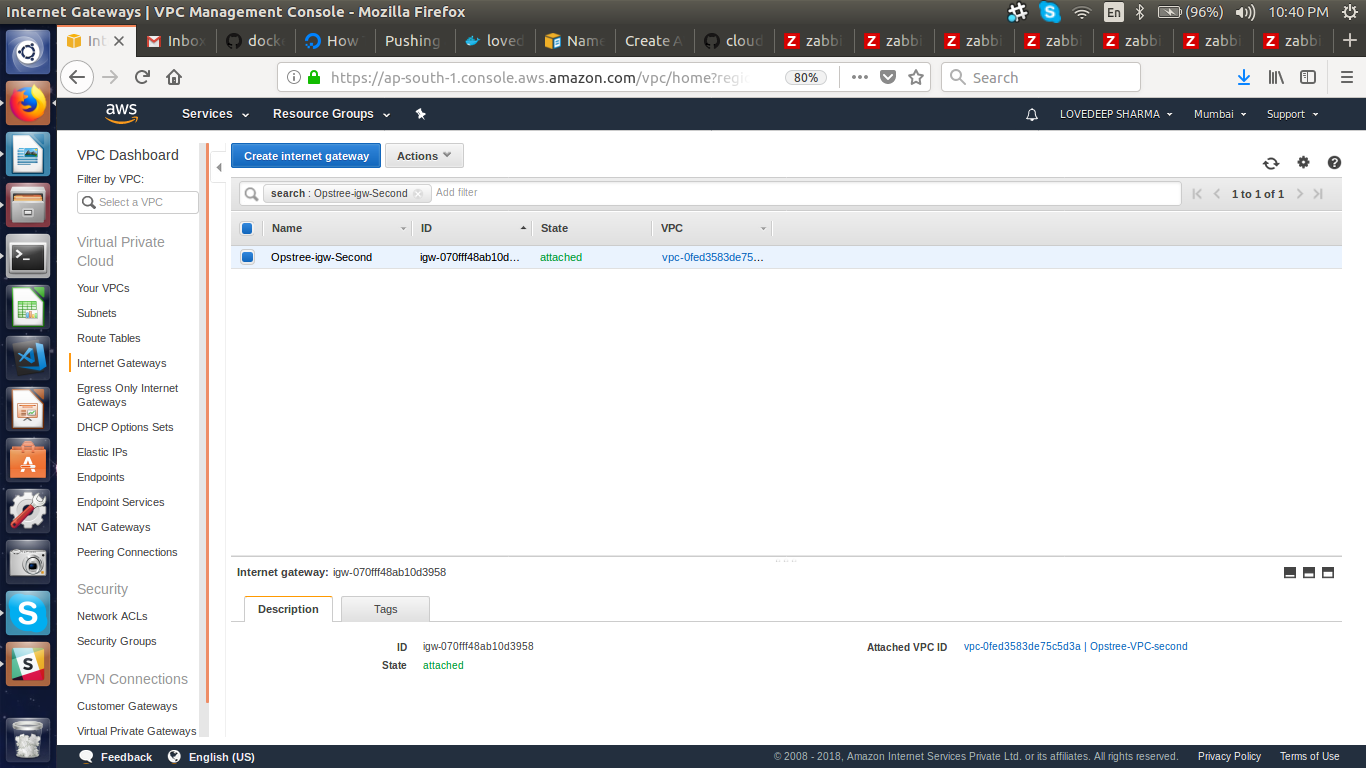 Internet Gateways | VPC Management Console - Mozilla Firefox
En (96%) 10:40 PM
Int Inbox dock How Pushing loved Name Create A cloud zabbi zabbi zabbi zabbi zabbi zabbi zabbi
https://ap-south-1.console.aws.amazon.com/vpc/home?regi 80% Search
aws Services Resource Groups LOVEDEEP SHARMA Mumbai Support
VPC Dashboard
Filter by VPC:
Select a VPC
Virtual Private
Cloud
Your VPCs
Subnets
Route Tables
Internet Gateways
Egress Only Internet
Gateways
DHCP Options Sets
Elastic IPs
Endpoints
Endpoint Services
NAT Gateways
Peering Connections
Security
Network ACLs
Security Groups
VPN Connections
Customer Gateways
Virtual Private Gateways
Create internet gateway Actions
search : Opstree-igw-Second Add filter 1 to 1 of 1
Name ID State VPC
Opstree-igw-Second igw-070fff48ab10d... attached vpc-0fed3583de75...
Internet gateway: igw-070fff48ab10d3958
Description Tags
ID igw-070fff48ab10d3958 Attached VPC ID vpc-0fed3583de75c5d3a | Opstree-VPC-second
State attached
Feedback English (US) © 2008 - 2018, Amazon Internet Services Private Ltd. or its affiliates. All rights reserved. Privacy Policy Terms of Use